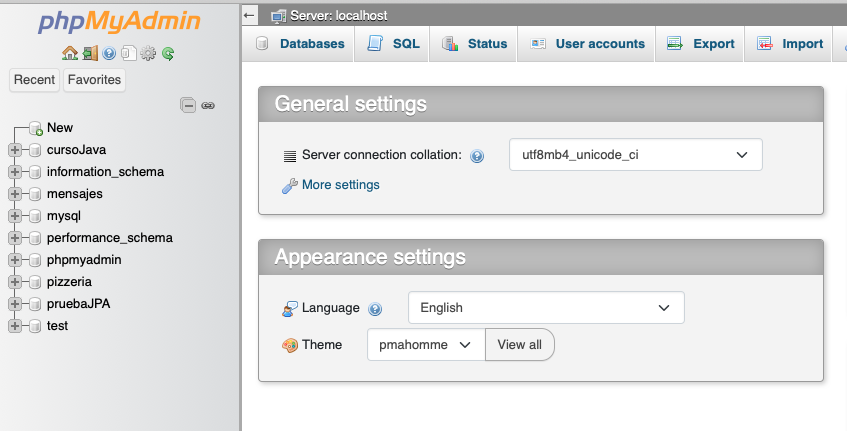 phpMyAdmin
Recent Favorites
New
cursoJava
information_schema
mensajes
mysql
performance_schema
phpmyadmin
pizzeria
pruebaJPA
test
Server: localhost
Databases SQL Status User accounts Export Import
General settings
Server connection collation: utf8mb4_unicode_ci
More settings
Appearance settings
Language English
Theme pmahomme View all